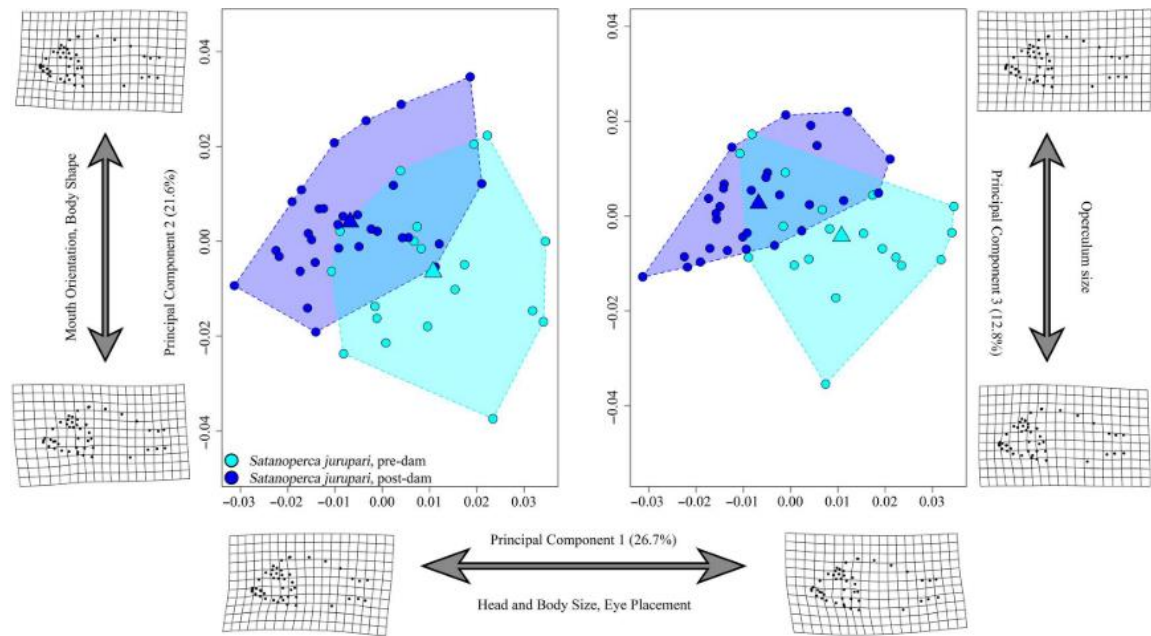 0.04
0.02
0.00
−0.02
−0.04
Mouth Orientation, Body Shape
Principal Component 2 (21.6%)
Satanoperca jurupari, pre-dam
Satanoperca jurupari, post-dam
−0.03
−0.01
0.00
0.01
0.02
0.03
0.04
0.02
0.00
−0.02
−0.04
−0.03
−0.01
0.00
0.01
0.02
0.03
Principal Component 3 (12.8%)
Operculum size
Principal Component 1 (26.7%)
Head and Body Size, Eye Placement